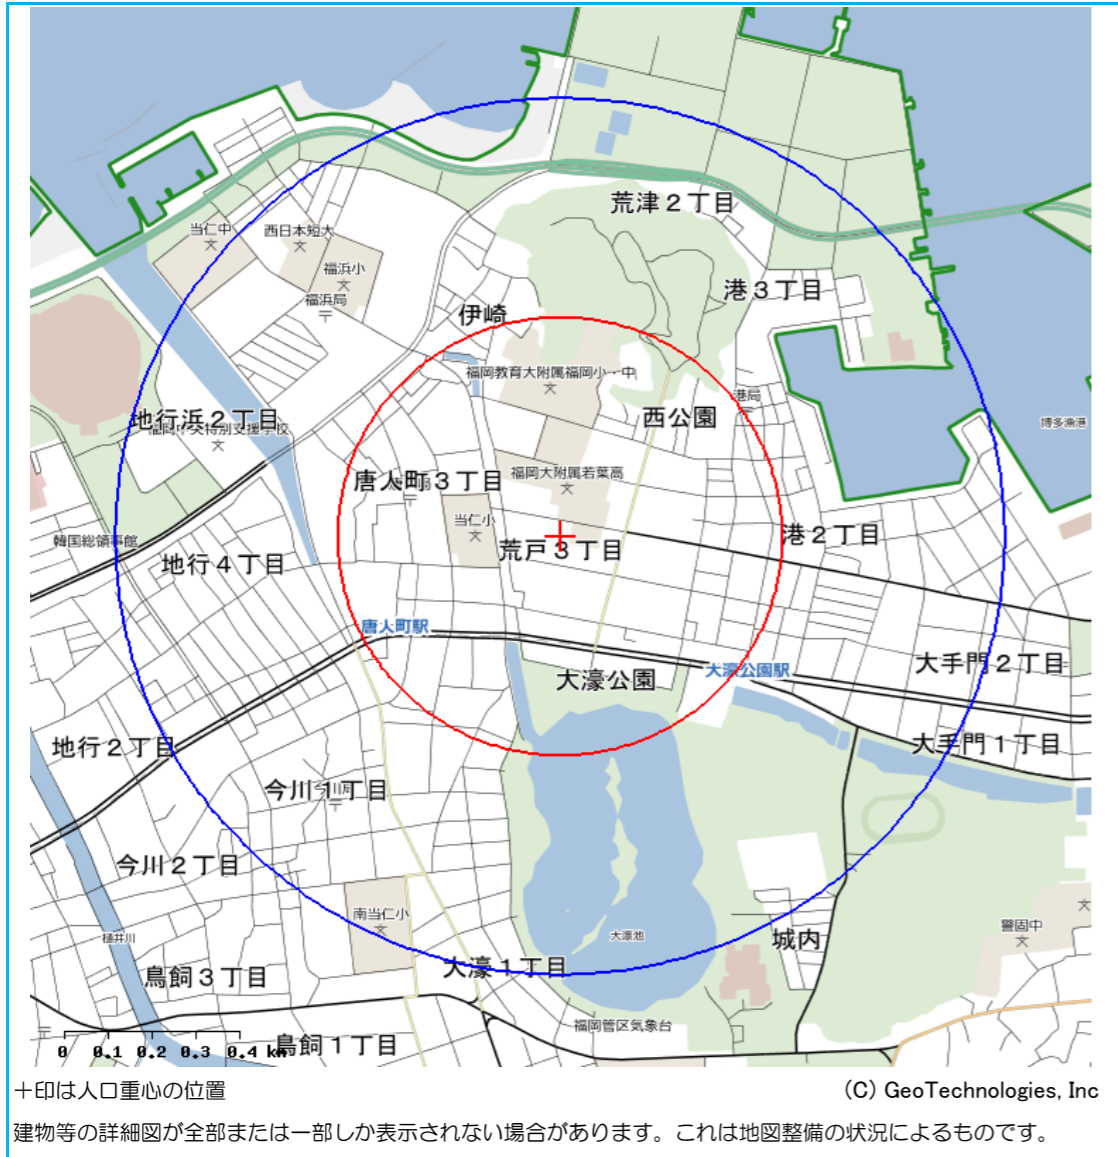 荒津２丁目
当仁中
西日本短大
福浜小
福浜局
港３丁目
伊崎
福岡教育大附属福岡小・中
港局
西公園
地行浜２丁目
福岡中央特別支援学校
博多漁港
唐人町３丁目
福岡大附属若葉高
当仁小
韓国総領事館
荒戸３丁目
港２丁目
地行４丁目
唐人町駅
大濠公園駅
大手門２丁目
大濠公園
地行２丁目
大手門１丁目
今川１丁目
今川２丁目
南当仁小
樋井川
大濠池
城内
警固中
大濠１丁目
鳥飼３丁目
福岡管区気象台
鳥飼１丁目
0 0.1 0.2 0.3 0.4 km
＋印は人口重心の位置
(C) GeoTechnologies, Inc
建物等の詳細図が全部または一部しか表示されない場合があります。これは地図整備の状況によるものです。